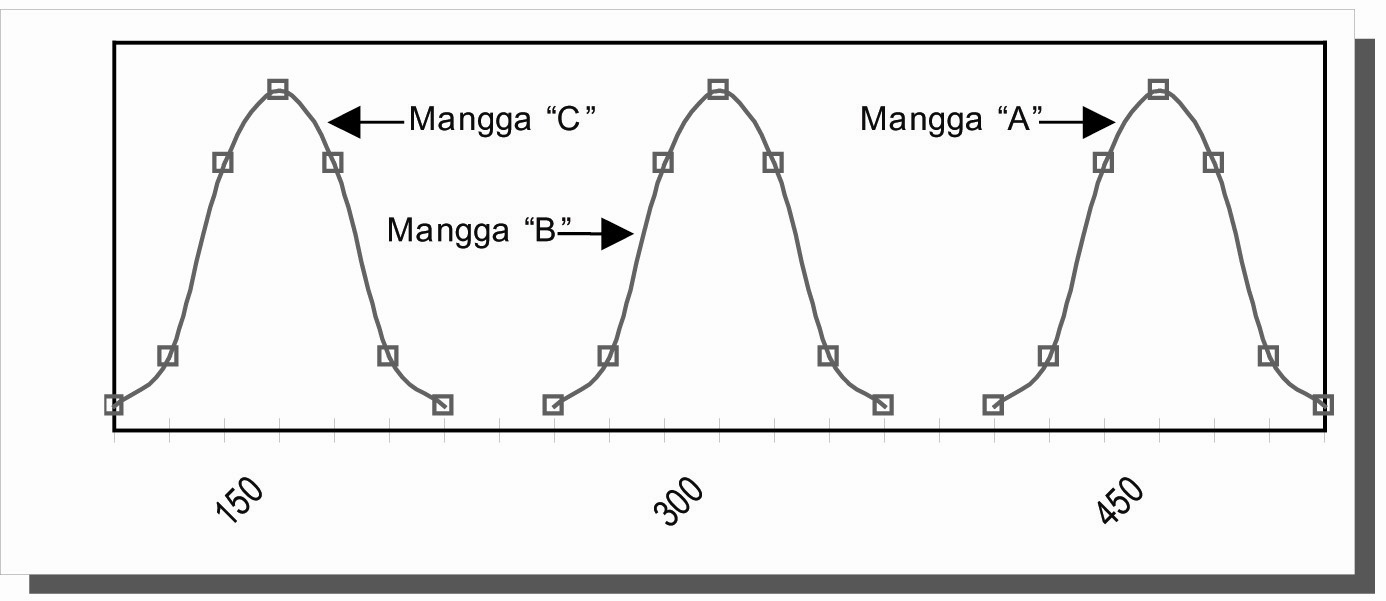 Mangga “C”
Mangga “A”
Mangga “B”
150
300
450